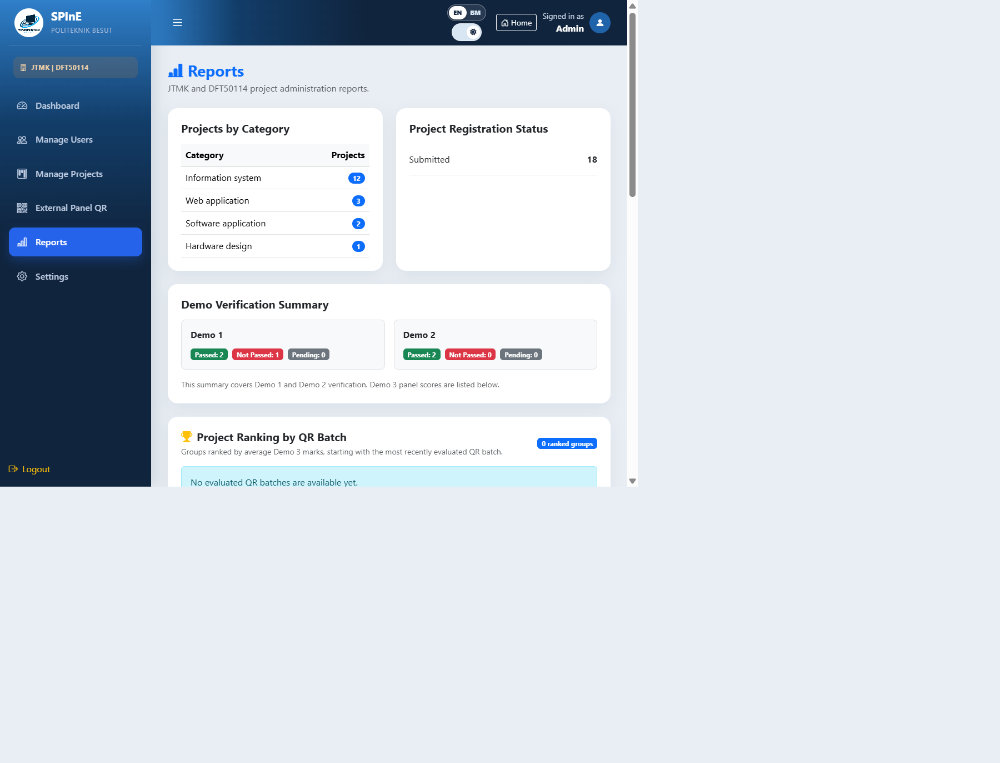 SPInE
POLITEKNIK BESUT
JTMK | DFT50114
Dashboard
Manage Users
Manage Projects
External Panel QR
Reports
Settings
Logout
EN BM
Home
Signed in as
Admin
Reports
JTMK and DFT50114 project administration reports.
Projects by Category
Category Projects
Information system 12
Web application 3
Software application 2
Hardware design 1
Project Registration Status
Submitted 18
Demo Verification Summary
Demo 1
Passed: 2 Not Passed: 1 Pending: 0
Demo 2
Passed: 2 Not Passed: 0 Pending: 0
This summary covers Demo 1 and Demo 2 verification. Demo 3 panel scores are listed below.
Project Ranking by QR Batch
Groups ranked by average Demo 3 marks, starting with the most recently evaluated QR batch.
0 ranked groups
No evaluated QR batches are available yet.